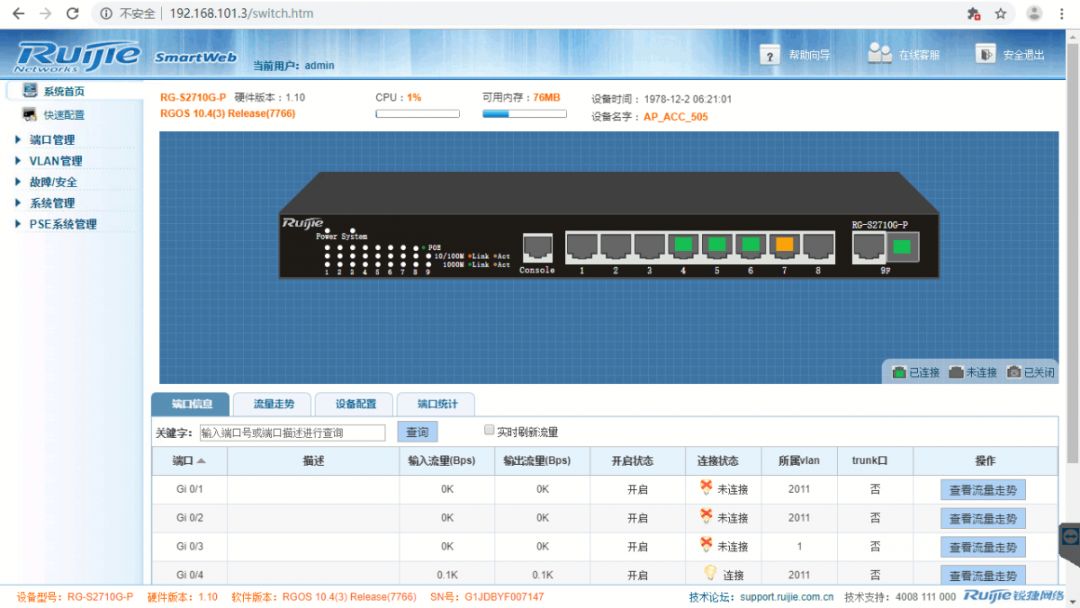 不安全 | 192.168.101.3/switch.htm
Ruijie Networks SmartWeb 当前用户：admin
帮助向导 在线客服 安全退出
系统首页
快速配置
端口管理
VLAN管理
故障/安全
系统管理
PSE系统管理
RG-S2710G-P 硬件版本：1.10 CPU：1% 可用内存：76MB 设备时间：1978-12-2 06:21:01
RGOS 10.4(3) Release(7766) 设备名字：AP_ACC_505
Ruijie RG-S2710G-P
Power System
POE
10/100M Link Act
1000M Link Act
1 2 3 4 5 6 7 8 9
Console 1 2 3 4 5 6 7 8 9F
已连接 未连接 已关闭
端口信息 流量走势 设备配置 端口统计
关键字： 输入端口号或端口描述进行查询 查询 实时刷新流量
端口 描述 输入流量(Bps) 输出流量(Bps) 开启状态 连接状态 所属vlan trunk口 操作
Gi 0/1 0K 0K 开启 未连接 2011 否 查看流量走势
Gi 0/2 0K 0K 开启 未连接 2011 否 查看流量走势
Gi 0/3 0K 0K 开启 未连接 1 否 查看流量走势
Gi 0/4 0.1K 0.1K 开启 连接 2011 否 查看流量走势
设备型号：RG-S2710G-P 硬件版本：1.10 软件版本：RGOS 10.4(3) Release(7766) SN号：G1JDBYF007147 技术论坛：support.ruijie.com.cn 技术支持：4008 111 000 Ruijie锐捷网络